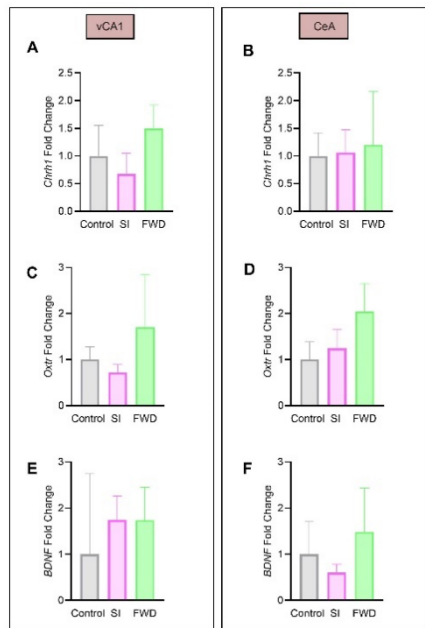 vCA1
CeA
A
Chrh1 Fold Change
2.5
2.0
1.5
1.0
0.5
0.0
Control SI FWD
B
Chrh1 Fold Change
2.5
2.0
1.5
1.0
0.5
0.0
Control SI FWD
C
Oxtr Fold Change
3
2
1
0
Control SI FWD
D
Oxtr Fold Change
3
2
1
0
Control SI FWD
E
BDNF Fold Change
3
2
1
0
Control SI FWD
F
BDNF Fold Change
3
2
1
0
Control SI FWD